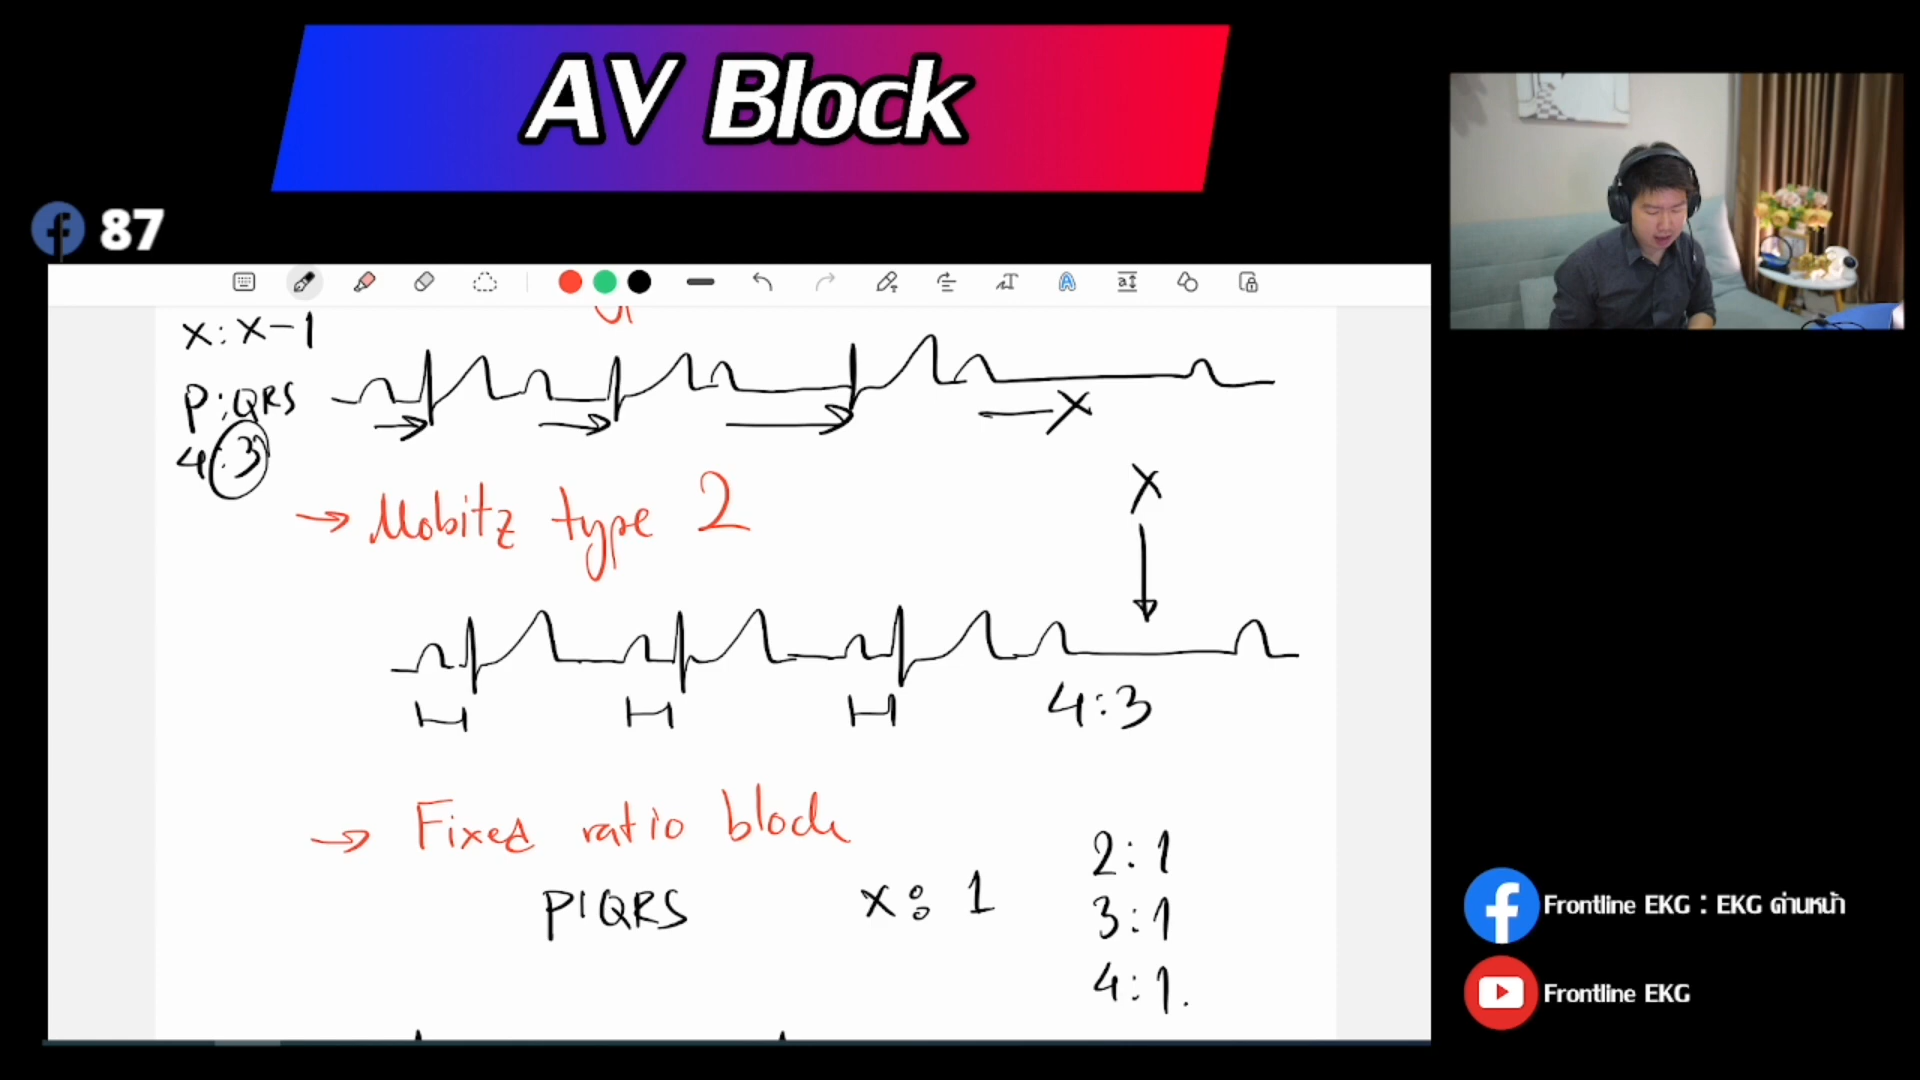 AV Block
87
x:x-1
P:QRS
4:3
X
X
→ Mobitz type 2
4:3
→ Fixed ratio block
2:1
P:QRS x:1
3:1
4:1.
Frontline EKG : EKG ด่านหน้า
Frontline EKG